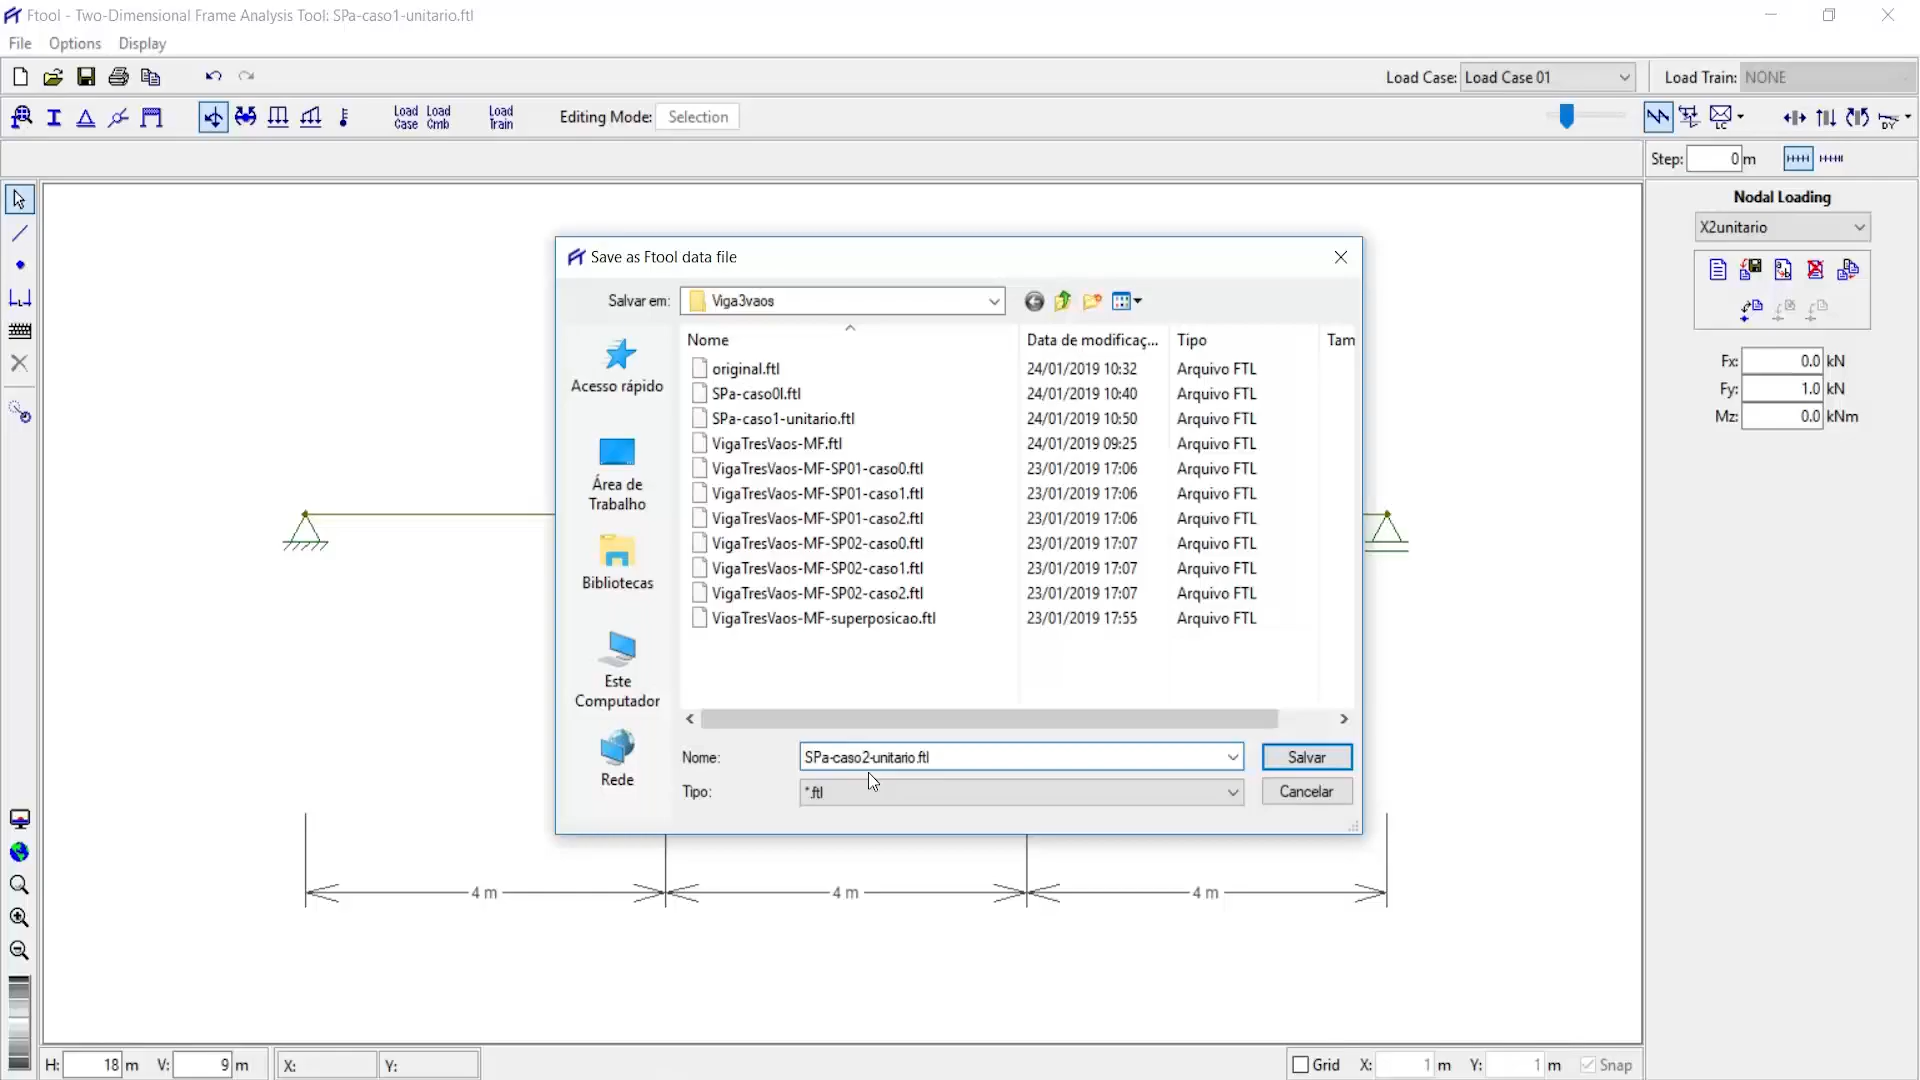 Ftool - Two-Dimensional Frame Analysis Tool: SPa-caso1-unitario.ftl
File Options Display
Load Case: Load Case 01 Load Train: NONE
Load Case Load Cmb Load Train Editing Mode: Selection LC DY
Step: 0 m
Nodal Loading
X2unitario
Fx: 0.0 kN
Fy: 1.0 kN
Mz: 0.0 kNm
Save as Ftool data file
Salvar em: Viga3vaos
Acesso rápido
Área de Trabalho
Bibliotecas
Este Computador
Rede
Nome Data de modificaç... Tipo Tam
original.ftl 24/01/2019 10:32 Arquivo FTL
SPa-caso0I.ftl 24/01/2019 10:40 Arquivo FTL
SPa-caso1-unitario.ftl 24/01/2019 10:50 Arquivo FTL
VigaTresVaos-MF.ftl 24/01/2019 09:25 Arquivo FTL
VigaTresVaos-MF-SP01-caso0.ftl 23/01/2019 17:06 Arquivo FTL
VigaTresVaos-MF-SP01-caso1.ftl 23/01/2019 17:06 Arquivo FTL
VigaTresVaos-MF-SP01-caso2.ftl 23/01/2019 17:06 Arquivo FTL
VigaTresVaos-MF-SP02-caso0.ftl 23/01/2019 17:07 Arquivo FTL
VigaTresVaos-MF-SP02-caso1.ftl 23/01/2019 17:07 Arquivo FTL
VigaTresVaos-MF-SP02-caso2.ftl 23/01/2019 17:07 Arquivo FTL
VigaTresVaos-MF-superposicao.ftl 23/01/2019 17:55 Arquivo FTL
Nome: SPa-caso2-unitario.ftl Salvar
Tipo: *.ftl Cancelar
4 m 4 m 4 m
H: 18 m V: 9 m X: Y: Grid X: 1 m Y: 1 m Snap